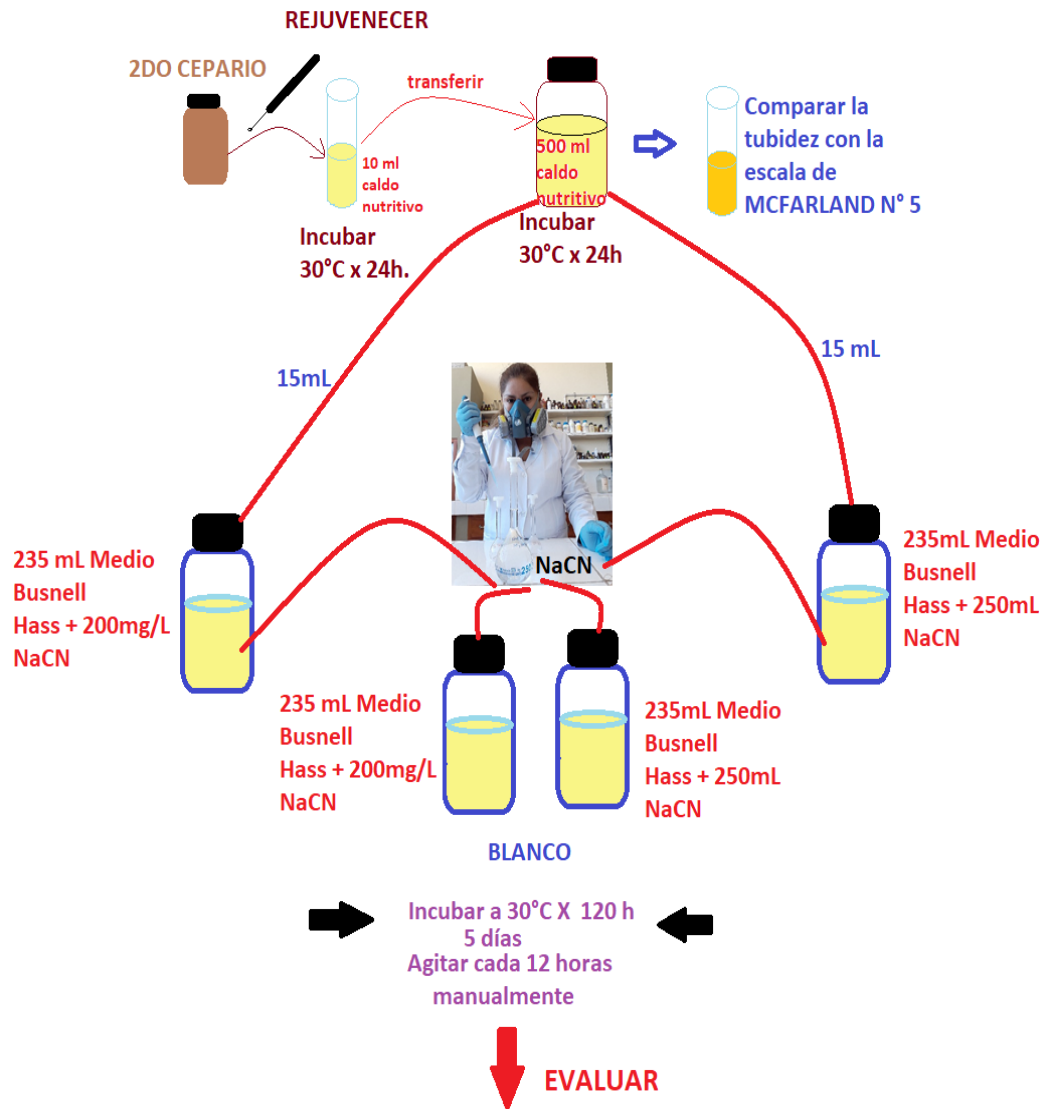 REJUVENECER
2DO CEPARIO
transferir
10 ml
caldo
nutritivo
500 ml
caldo
nutritivo
Comparar la
tubidez con la
escala de
MCFARLAND N° 5
Incubar
30°C x 24h.
Incubar
30°C x 24h
15mL
15 mL
NaCN
235 mL Medio
Busnell
Hass + 200mg/L
NaCN
235mL Medio
Busnell
Hass + 250mL
NaCN
235 mL Medio
Busnell
Hass + 200mg/L
NaCN
235mL Medio
Busnell
Hass + 250mL
NaCN
BLANCO
Incubar a 30°C X 120 h
5 días
Agitar cada 12 horas
manualmente
EVALUAR